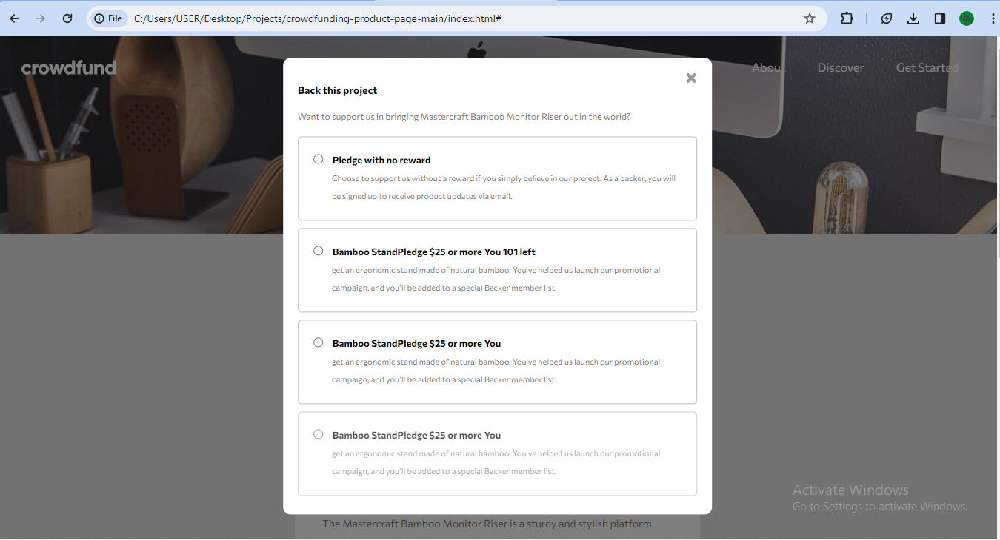 File C:/Users/USER/Desktop/Projects/crowdfunding-product-page-main/index.html#
crowdfund
About Discover Get Started
Back this project
Want to support us in bringing Mastercraft Bamboo Monitor Riser out in the world?
Pledge with no reward
Choose to support us without a reward if you simply believe in our project. As a backer, you will
be signed up to receive product updates via email.
Bamboo StandPledge $25 or more You 101 left
get an ergonomic stand made of natural bamboo. You've helped us launch our promotional
campaign, and you’ll be added to a special Backer member list.
Bamboo StandPledge $25 or more You
get an ergonomic stand made of natural bamboo. You've helped us launch our promotional
campaign, and you’ll be added to a special Backer member list.
Bamboo StandPledge $25 or more You
get an ergonomic stand made of natural bamboo. You've helped us launch our promotional
campaign, and you’ll be added to a special Backer member list.
Activate Windows
Go to Settings to activate Windows.
The Mastercraft Bamboo Monitor Riser is a sturdy and stylish platform